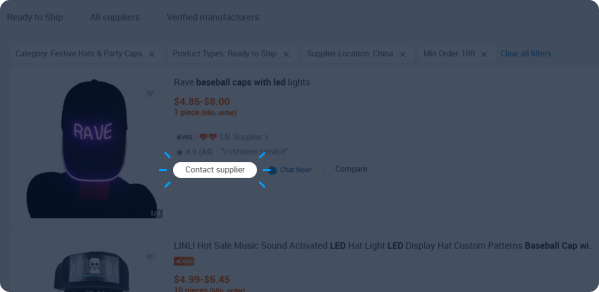 Ready to Ship All suppliers Verified manufacturers
Category: Festive Hats & Party Caps × Product Types: Ready to Ship × Supplier Location: China × Min Order: 100 × Clear all filters
Rave baseball caps with led lights
$4.85-$8.00
1 piece (Min. order)
RAVE
4YRS CN Supplier >
4.9 (44) "customer service"
Contact supplier Chat Now! Compare
LINLI Hot Sale Music Sound Activated LED Hat Light LED Display Hat Custom Patterns Baseball Cap wi...
$4.99-$6.45
10 pieces (Min. order)